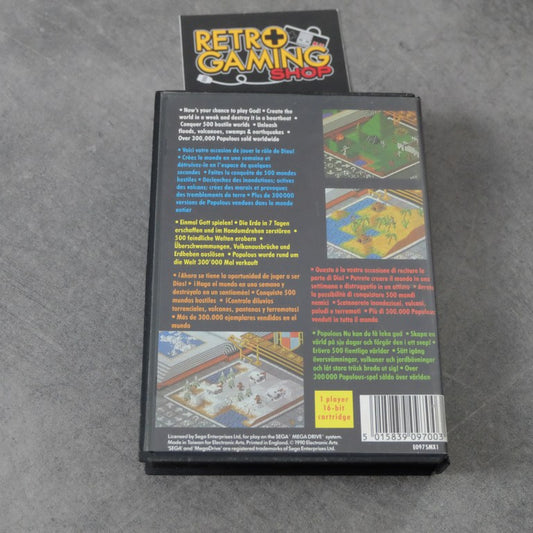 RETRO
GAMING
SHOP
• Now's your chance to play God! • Create the
world in a week and destroy it in a heartbeat •
Conquer 500 hostile worlds • Unleash
floods, volcanoes, swamps & earthquakes •
Over 300,000 Populous sold worldwide
• Voici votre occasion de jouer le rôle de Dieu!
• Créez le monde en une semaine et
détruisez-le en l'espace de quelques
secondes • Faites la conquête de 500 mondes
hostiles • Déclenchez des inondations; activez
des volcans; créez des marais et provoquez
des tremblements de terre • Plus de 300000
versions de Populous vendues dans le monde
entier
• Einmal Gott spielen! • Die Erde in 7 Tagen
erschaffen und im Handumdrehen zerstören •
500 feindliche Welten erobern •
Überschwemmungen, Vulkanausbrüche und
Erdbeben auslösen • Populous wurde rund um
die Welt 300'000 Mal verkauft
• ¡Ahora se tiene la oportunidad de jugar a ser
Dios! • ¡Haga el mundo en una semana y
destrúyalo en un santiamén! • Conquiste 500
mundos hostiles • ¡Controle diluvios
torrenciales, volcanes, pantanos y terremotos!
• Más de 300.000 ejemplares vendidos en el
mundo
• Questa è la vostra occasione di recitare la
parte di Dio! • Potrete creare il mondo in una
settimana e distruggerlo in un attimo •
la possibilità di conquistare 500 mondi
nemici • Scatenerete inondazioni, vulcani,
paludi e terremoti • Più di 300,000 Populous
venduti in tutto il mondo
• Populous Nu kan du få leka gud • Skapa en
värld på sju dagar och förgör den i ett svep! •
Erövra 500 fientliga världar • Sätt igång
översvämningar, vulkaner och jordbävningar
och låt stora träsk breda ut sig! • Over
300000 Populous-spel sålda över världen
1 player
16-bit
cartridge
5 015839 097003
E0975MX1
Licensed by Sega Enterprises Ltd. for play on the SEGA™ MEGA DRIVE™ system.
Made in Taiwan for Electronic Arts. Printed in England. © 1990 Electronic Arts.
'SEGA' and 'MegaDrive' are registered trademarks of Sega Enterprises Ltd.